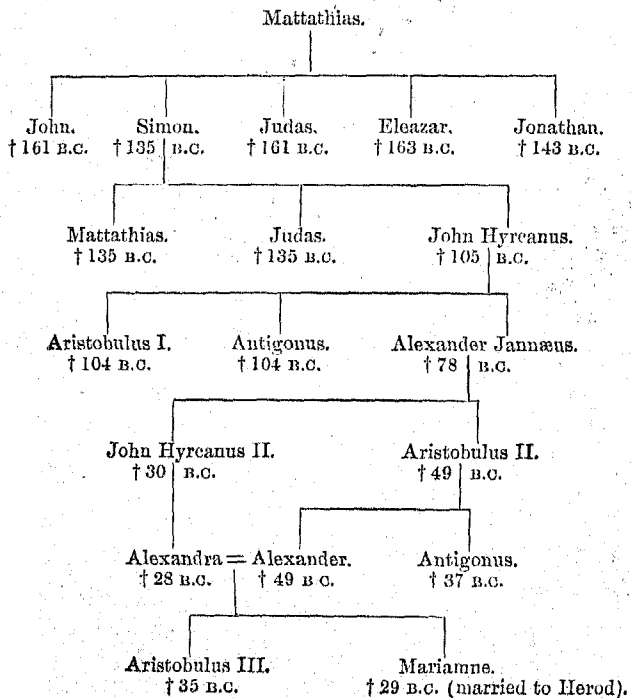 Mattathias.
John. Simon. Judas. Eleazar. Jonathan.
† 161 B.C. † 135 B.C. † 161 B.C. † 163 B.C. † 143 B.C.
Mattathias. Judas. John Hyrcanus.
† 135 B.C. † 135 B.C. † 105 B.C.
Aristobulus I. Antigonus. Alexander Jannæus.
† 104 B.C. † 104 B.C. † 78 B.C.
John Hyrcanus II. Aristobulus II.
† 30 B.C. † 49 B.C.
Alexandra = Alexander. Antigonus.
† 28 B.C. † 49 B C. † 37 B.C.
Aristobulus III. Mariamne.
† 35 B.C. † 29 B.C. (married to Herod).